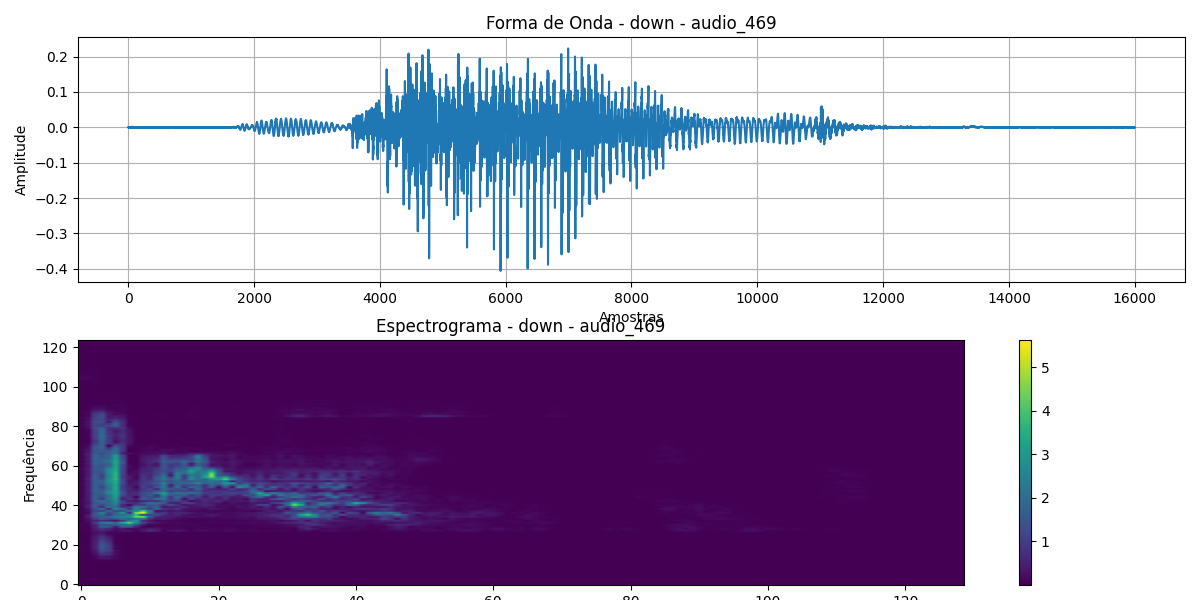 Forma de Onda - down - audio_469
0.2
0.1
0.0
−0.1
−0.2
−0.3
−0.4
Amplitude
0 2000 4000 6000 8000 10000 12000 14000 16000
Amostras
Espectrograma - down - audio_469
120
100
80
60
40
20
0
Frequência
0 20 40 60 80 100 120
5
4
3
2
1